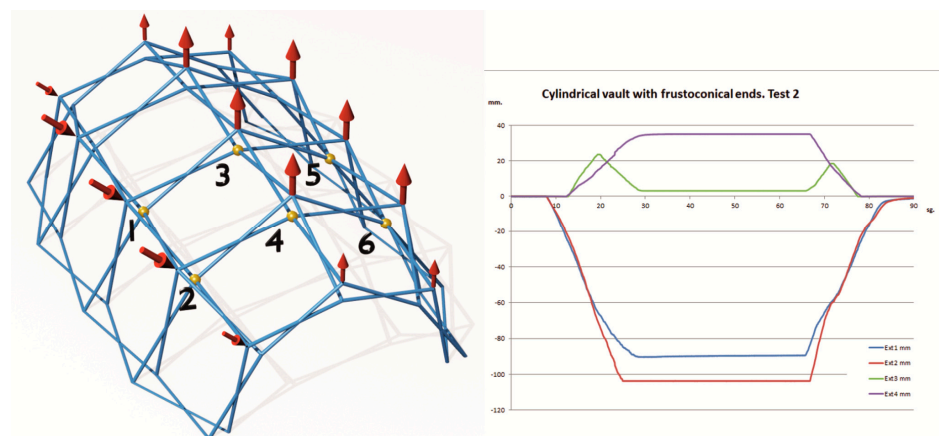 3
5
1
4
6
2
Cylindrical vault with frustoconical ends. Test 2
mm.
40
20
0
-20
-40
-60
-80
-100
-120
0 10 20 30 40 50 60 70 80 90
sg.
Ext1 mm
Ext2 mm
Ext3 mm
Ext4 mm